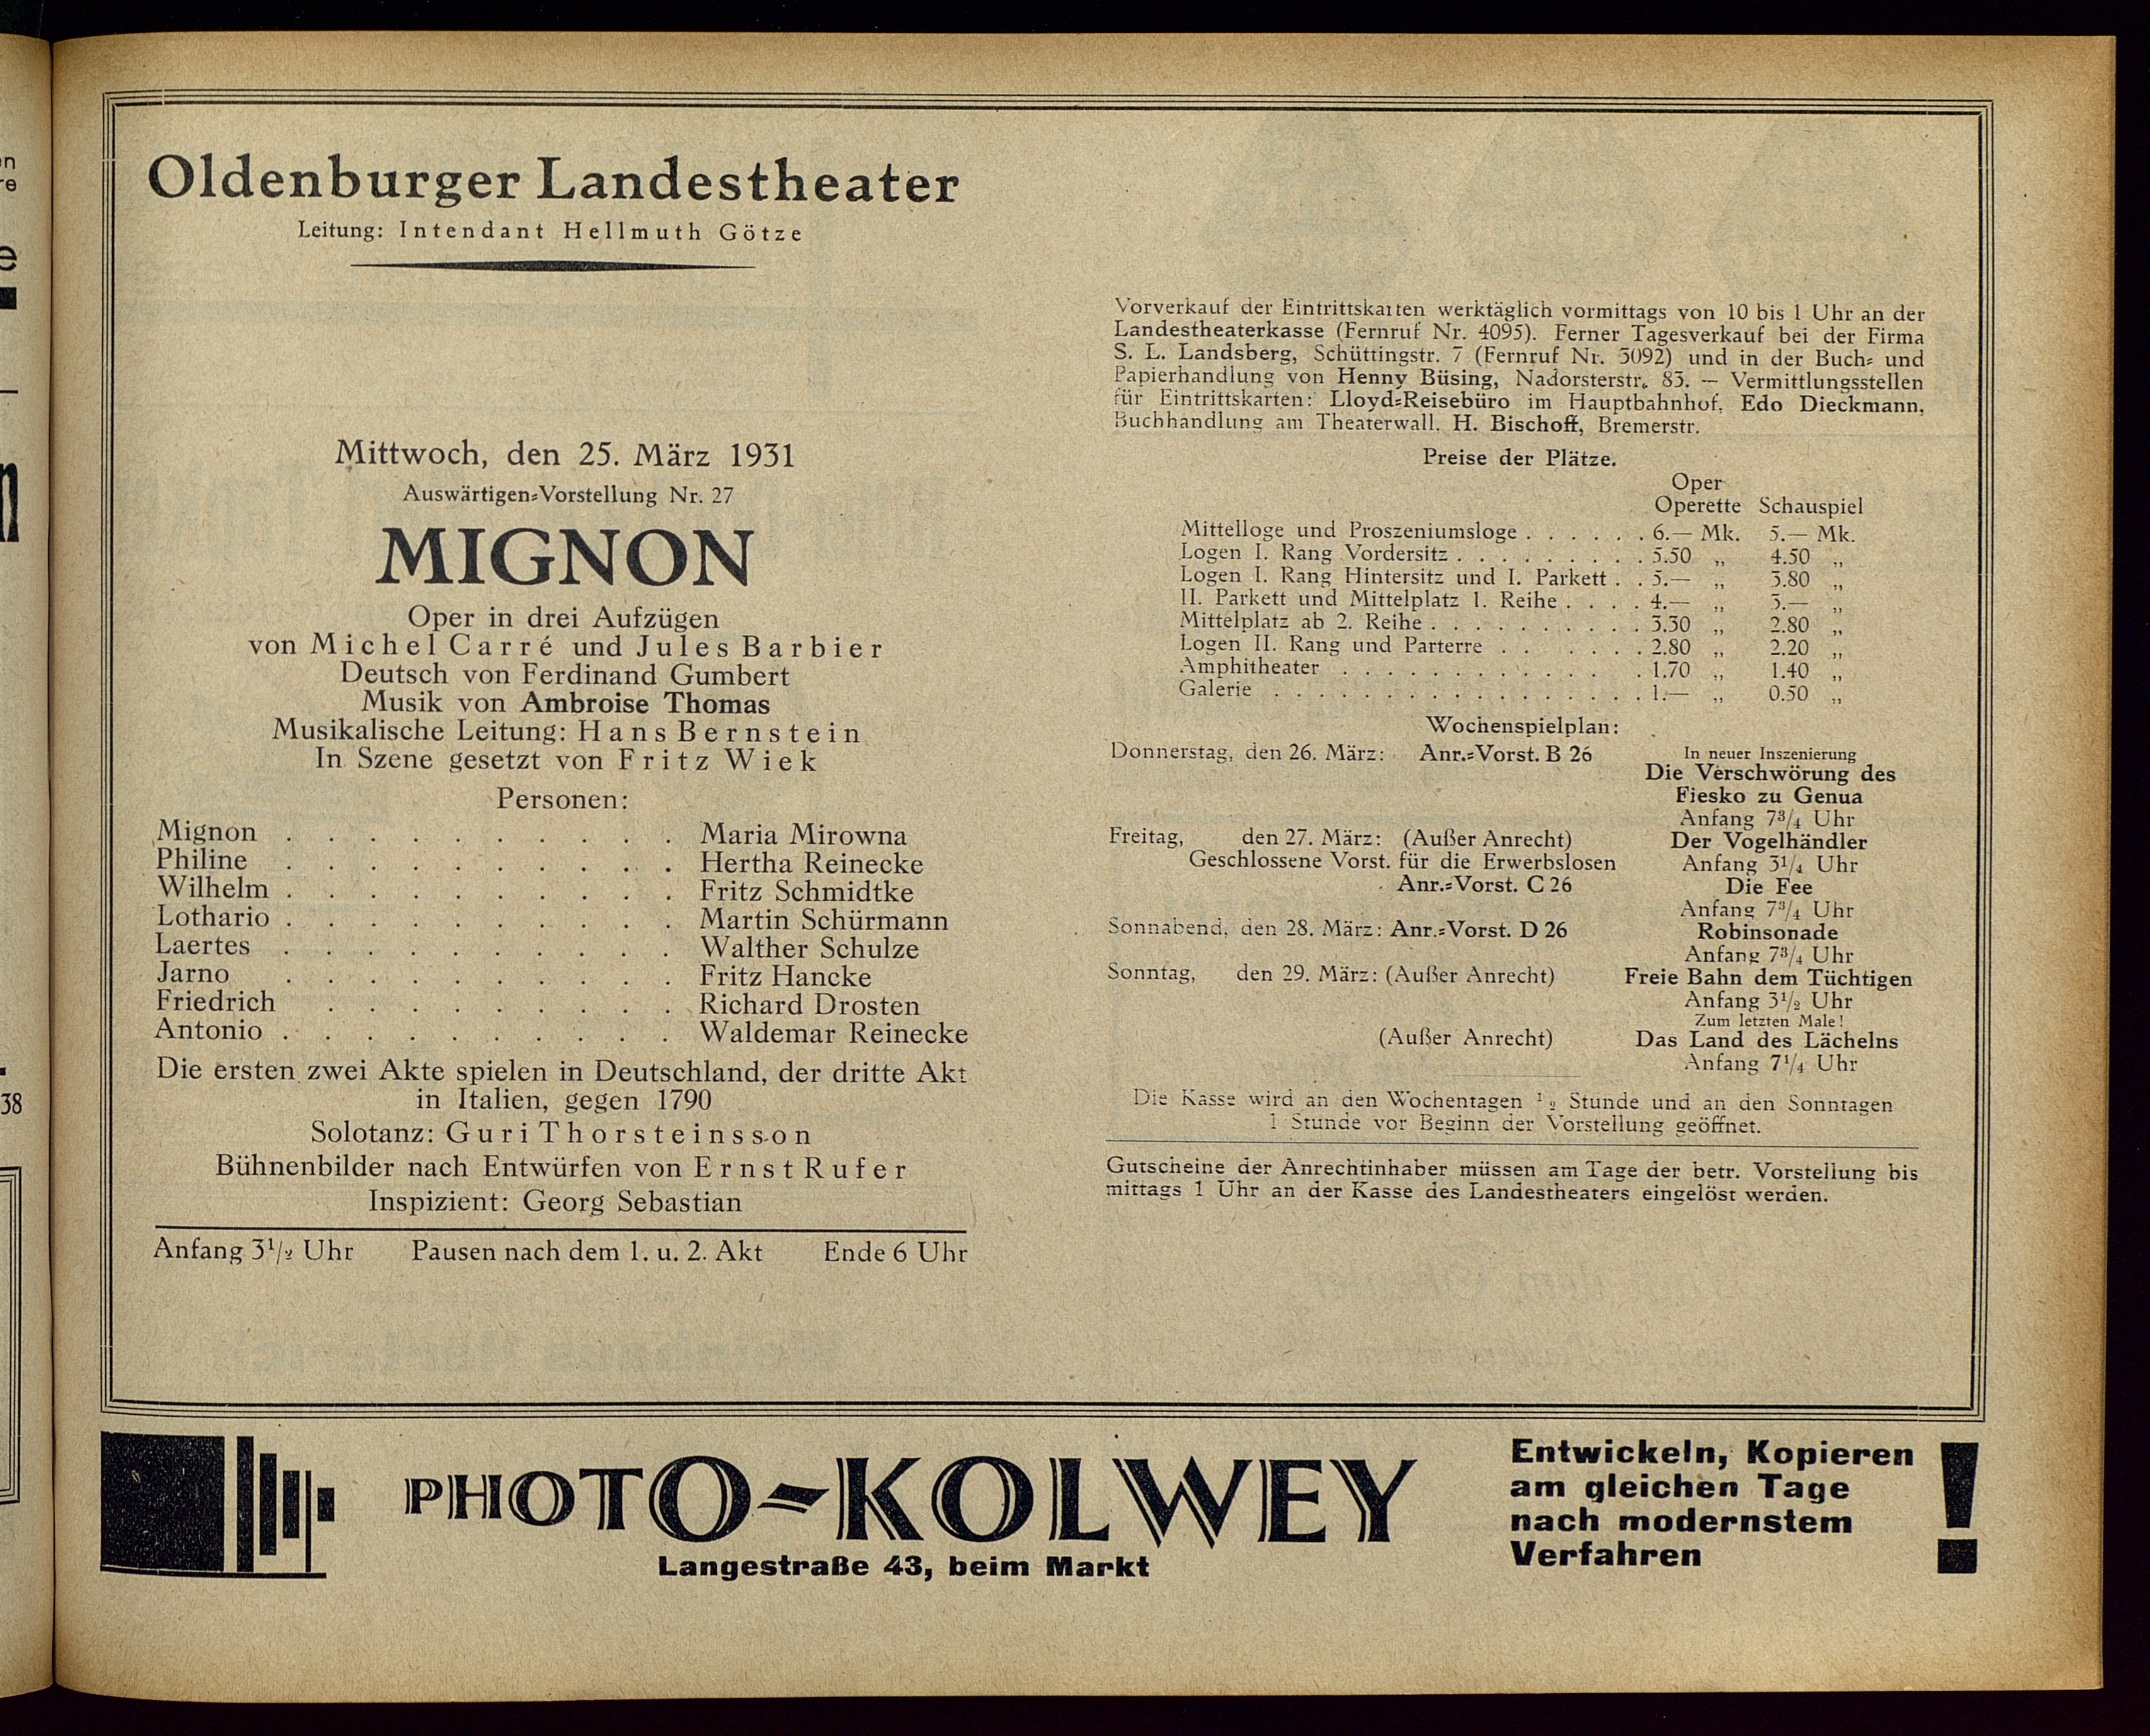 Oldenburger Landestheater
Leitung: Intendant Hellmuth Götze
Mittwoch, den 25. März 1931
Auswärtigen-Vorstellung Nr. 27
MIGNON
Oper in drei Aufzügen
von Michel Carré und Jules Barbier
Deutsch von Ferdinand Gumbert
Musik von Ambroise Thomas
Musikalische Leitung: Hans Bernstein
In Szene gesetzt von Fritz Wiek
Personen:
Mignon . . . . . . . . . . Maria Mirowna
Philine . . . . . . . . . . Hertha Reinecke
Wilhelm . . . . . . . . . . Fritz Schmidtke
Lothario . . . . . . . . . . Martin Schürmann
Laertes . . . . . . . . . . Walther Schulze
Jarno . . . . . . . . . . Fritz Hancke
Friedrich . . . . . . . . . Richard Drosten
Antonio . . . . . . . . . . Waldemar Reinecke
Die ersten zwei Akte spielen in Deutschland, der dritte Akt
in Italien, gegen 1790
Solotanz: Guri Thorsteinsson
Bühnenbilder nach Entwürfen von Ernst Rufer
Inspizient: Georg Sebastian
Anfang 3½ Uhr Pausen nach dem 1. u. 2. Akt Ende 6 Uhr
Vorverkauf der Eintrittskarten werktäglich vormittags von 10 bis 1 Uhr an der
Landestheaterkasse (Fernruf Nr. 4095). Ferner Tagesverkauf bei der Firma
S. L. Landsberg, Schüttingstr. 7 (Fernruf Nr. 5092) und in der Buch- und
Papierhandlung von Henny Büsing, Nadorsterstr. 83. — Vermittlungsstellen
für Eintrittskarten: Lloyd-Reisebüro im Hauptbahnhof, Edo Dieckmann,
Buchhandlung am Theaterwall, H. Bischoff, Bremerstr.
Preise der Plätze.
Oper
Operette Schauspiel
Mittelloge und Proszeniumsloge . . . . . . 6.— Mk. 5.— Mk.
Logen I. Rang Vordersitz . . . . . . . . . 5.50 „ 4.50 „
Logen I. Rang Hintersitz und I. Parkett . . 5.— „ 3.80 „
II. Parkett und Mittelplatz 1. Reihe . . . . 4.— „ 3.— „
Mittelplatz ab 2. Reihe . . . . . . . . . . 3.30 „ 2.80 „
Logen II. Rang und Parterre . . . . . . 2.80 „ 2.20 „
Amphitheater . . . . . . . . . . . . . 1.70 „ 1.40 „
Galerie . . . . . . . . . . . . . . . . . 1.— „ 0.50 „
Wochenspielplan:
Donnerstag, den 26. März: Anr.-Vorst. B 26 In neuer Inszenierung
Die Verschwörung des
Fiesko zu Genua
Anfang 7¾ Uhr
Freitag, den 27. März: (Außer Anrecht) Der Vogelhändler
Geschlossene Vorst. für die Erwerbslosen Anfang 3¼ Uhr
Anr.-Vorst. C 26 Die Fee
Anfang 7¾ Uhr
Sonnabend, den 28. März: Anr.-Vorst. D 26 Robinsonade
Anfang 7¾ Uhr
Sonntag, den 29. März: (Außer Anrecht) Freie Bahn dem Tüchtigen
Anfang 3½ Uhr
Zum letzten Male!
(Außer Anrecht) Das Land des Lächelns
Anfang 7¼ Uhr
Die Kasse wird an den Wochentagen ½ Stunde und an den Sonntagen
1 Stunde vor Beginn der Vorstellung geöffnet.
Gutscheine der Anrechtinhaber müssen am Tage der betr. Vorstellung bis
mittags 1 Uhr an der Kasse des Landestheaters eingelöst werden.
PHOTO-KOLWEY
Langestraße 43, beim Markt
Entwickeln, Kopieren
am gleichen Tage
nach modernstem
Verfahren !